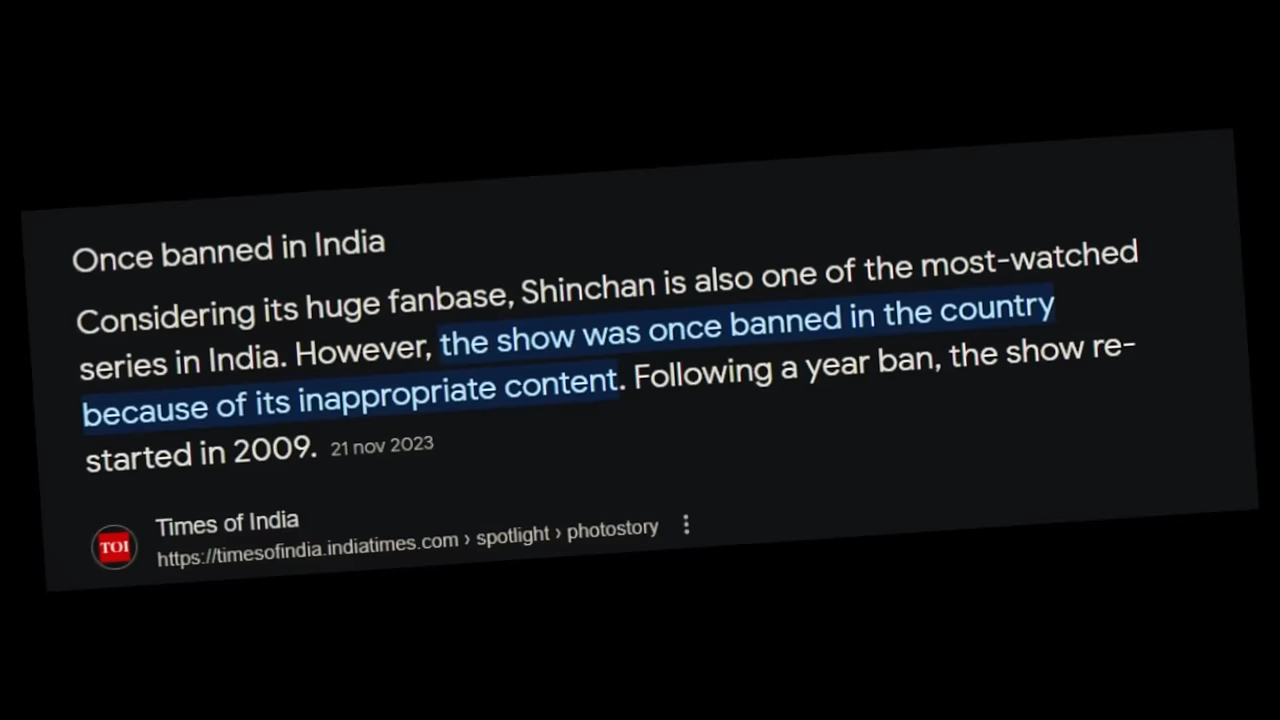 Once banned in India
Considering its huge fanbase, Shinchan is also one of the most-watched
series in India. However, the show was once banned in the country
because of its inappropriate content. Following a year ban, the show re-
started in 2009. 21 nov 2023
TOI
Times of India
https://timesofindia.indiatimes.com › spotlight › photostory